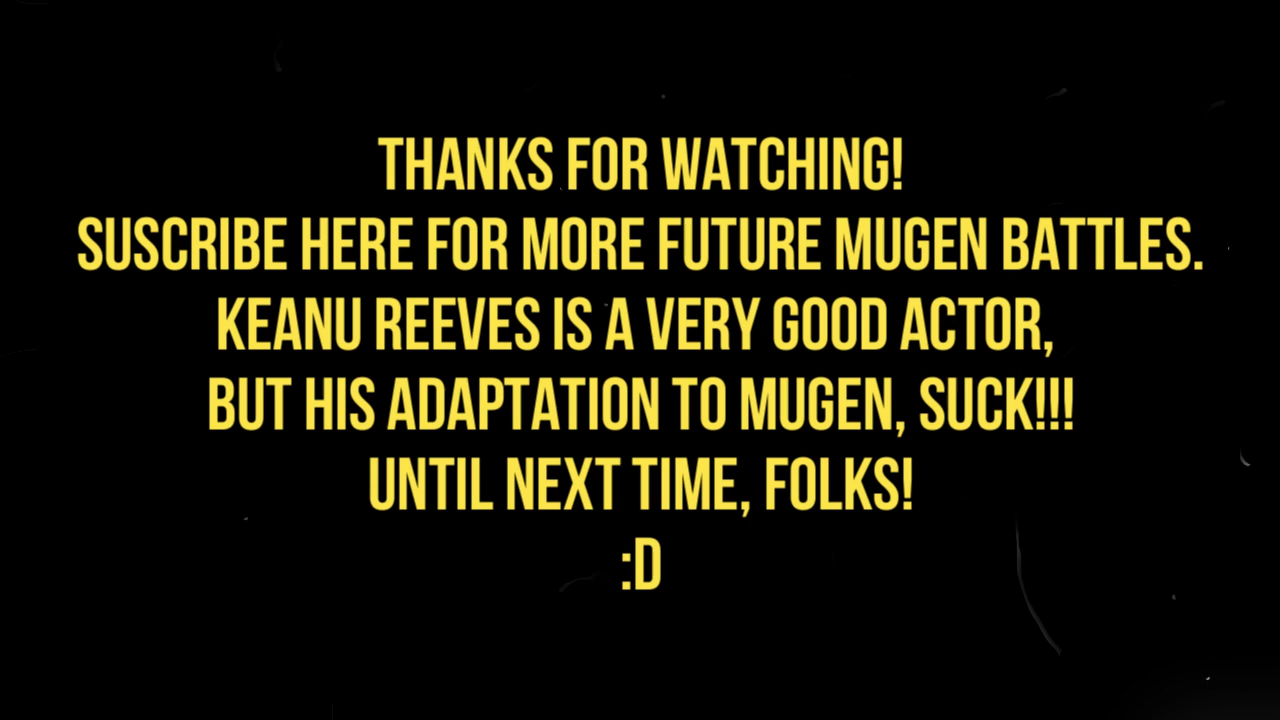 THANKS FOR WATCHING!
SUSCRIBE HERE FOR MORE FUTURE MUGEN BATTLES.
KEANU REEVES IS A VERY GOOD ACTOR,
BUT HIS ADAPTATION TO MUGEN, SUCK!!!
UNTIL NEXT TIME, FOLKS!
:D